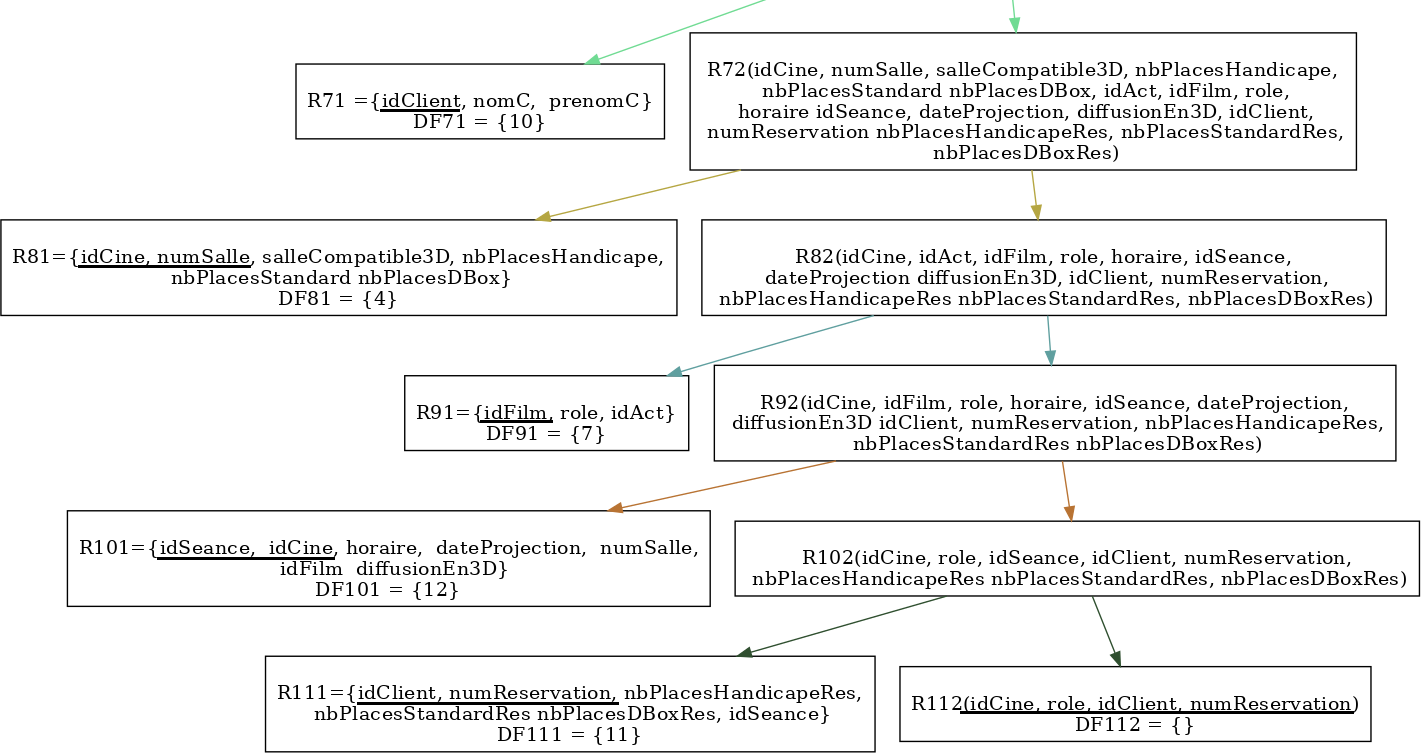 R71 ={idClient, nomC,  prenomC}
DF71 = {10}
R72(idCine, numSalle, salleCompatible3D, nbPlacesHandicape,
nbPlacesStandard nbPlacesDBox, idAct, idFilm, role,
horaire idSeance, dateProjection, diffusionEn3D, idClient,
numReservation nbPlacesHandicapeRes, nbPlacesStandardRes,
nbPlacesDBoxRes)
R81={idCine, numSalle, salleCompatible3D, nbPlacesHandicape,
nbPlacesStandard nbPlacesDBox}
DF81 = {4}
R82(idCine, idAct, idFilm, role, horaire, idSeance,
dateProjection diffusionEn3D, idClient, numReservation,
nbPlacesHandicapeRes nbPlacesStandardRes, nbPlacesDBoxRes)
R91={idFilm, role, idAct}
DF91 = {7}
R92(idCine, idFilm, role, horaire, idSeance, dateProjection,
diffusionEn3D idClient, numReservation, nbPlacesHandicapeRes,
nbPlacesStandardRes nbPlacesDBoxRes)
R101={idSeance,  idCine, horaire,  dateProjection,  numSalle,
idFilm  diffusionEn3D}
DF101 = {12}
R102(idCine, role, idSeance, idClient, numReservation,
nbPlacesHandicapeRes nbPlacesStandardRes, nbPlacesDBoxRes)
R111={idClient, numReservation, nbPlacesHandicapeRes,
nbPlacesStandardRes nbPlacesDBoxRes, idSeance}
DF111 = {11}
R112(idCine, role, idClient, numReservation)
DF112 = {}